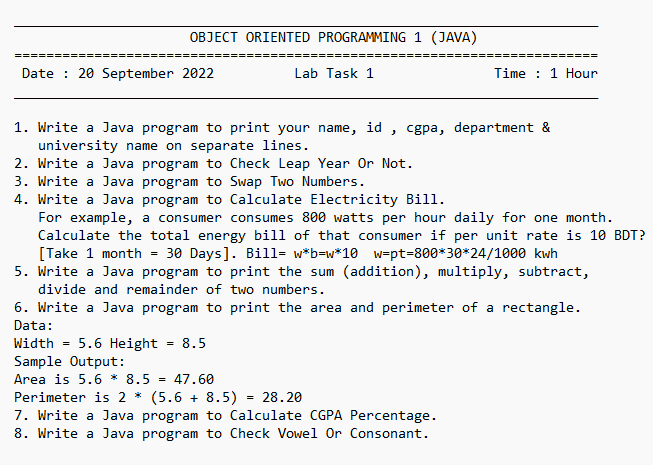 OBJECT ORIENTED PROGRAMMING 1 (JAVA)
================================================================================
Date : 20 September 2022 Lab Task 1 Time : 1 Hour
1. Write a Java program to print your name, id , cgpa, department &
university name on separate lines.
2. Write a Java program to Check Leap Year Or Not.
3. Write a Java program to Swap Two Numbers.
4. Write a Java program to Calculate Electricity Bill.
For example, a consumer consumes 800 watts per hour daily for one month.
Calculate the total energy bill of that consumer if per unit rate is 10 BDT?
[Take 1 month = 30 Days]. Bill= w*b=w*10 w=pt=800*30*24/1000 kwh
5. Write a Java program to print the sum (addition), multiply, subtract,
divide and remainder of two numbers.
6. Write a Java program to print the area and perimeter of a rectangle.
Data:
Width = 5.6 Height = 8.5
Sample Output:
Area is 5.6 * 8.5 = 47.60
Perimeter is 2 * (5.6 + 8.5) = 28.20
7. Write a Java program to Calculate CGPA Percentage.
8. Write a Java program to Check Vowel Or Consonant.